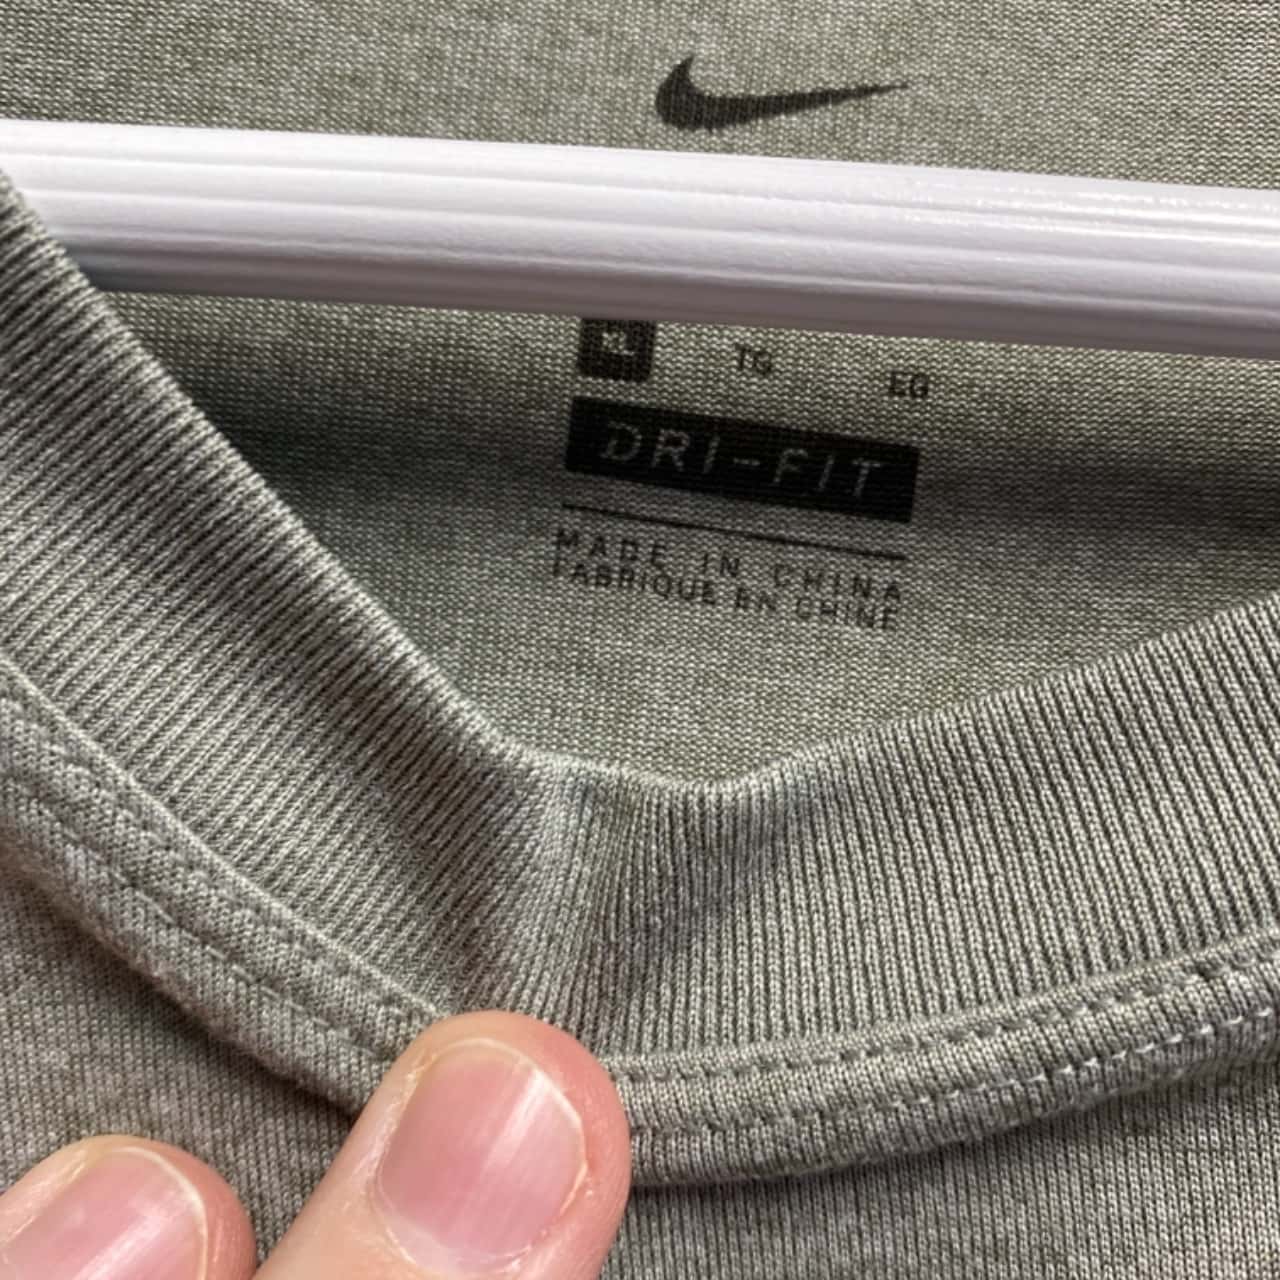 XL TG EG
DRI-FIT
MADE IN CHINA
FABRIQUE EN CHINE